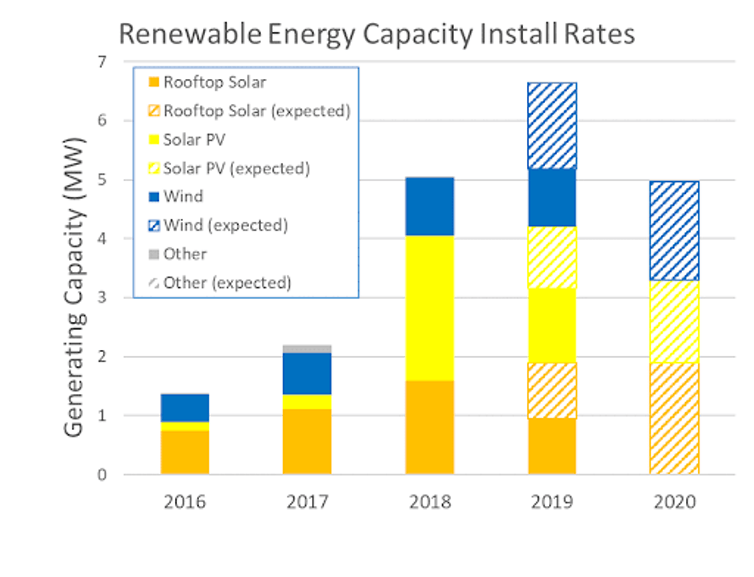 Renewable Energy Capacity Install Rates
Generating Capacity (MW)
7
6
5
4
3
2
1
0
Rooftop Solar
Rooftop Solar (expected)
Solar PV
Solar PV (expected)
Wind
Wind (expected)
Other
Other (expected)
2016 2017 2018 2019 2020